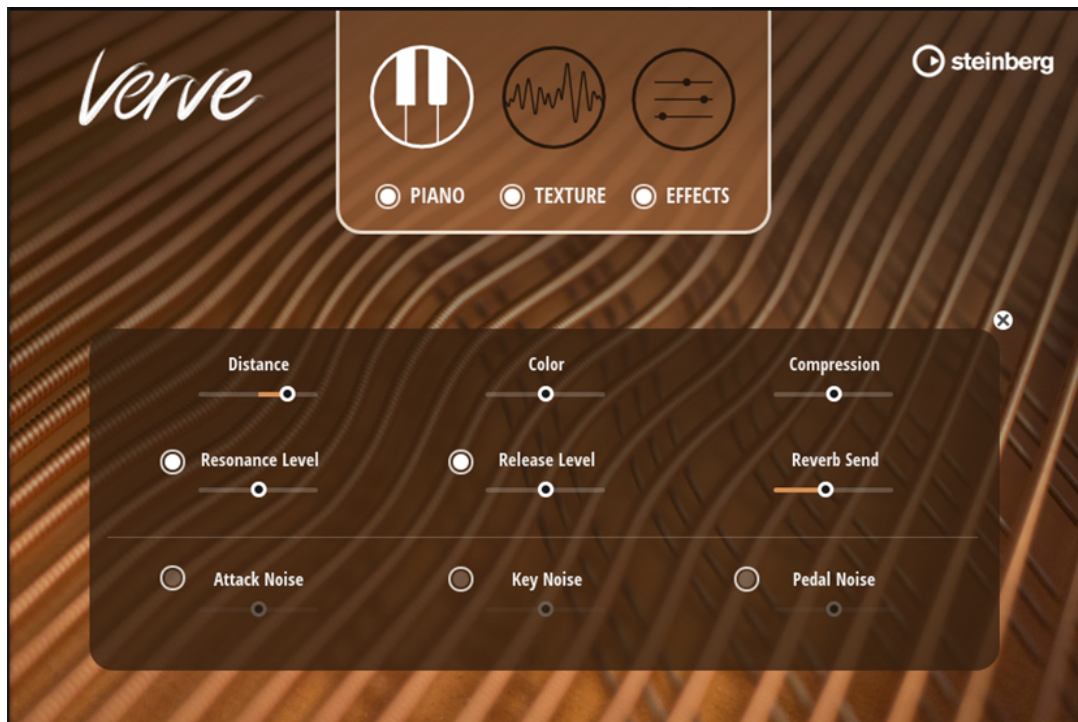 Verve
steinberg
PIANO TEXTURE EFFECTS
Distance Color Compression
Resonance Level Release Level Reverb Send
Attack Noise Key Noise Pedal Noise